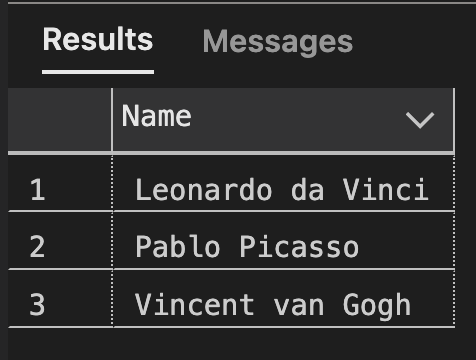 Results Messages
Name
1 Leonardo da Vinci
2 Pablo Picasso
3 Vincent van Gogh